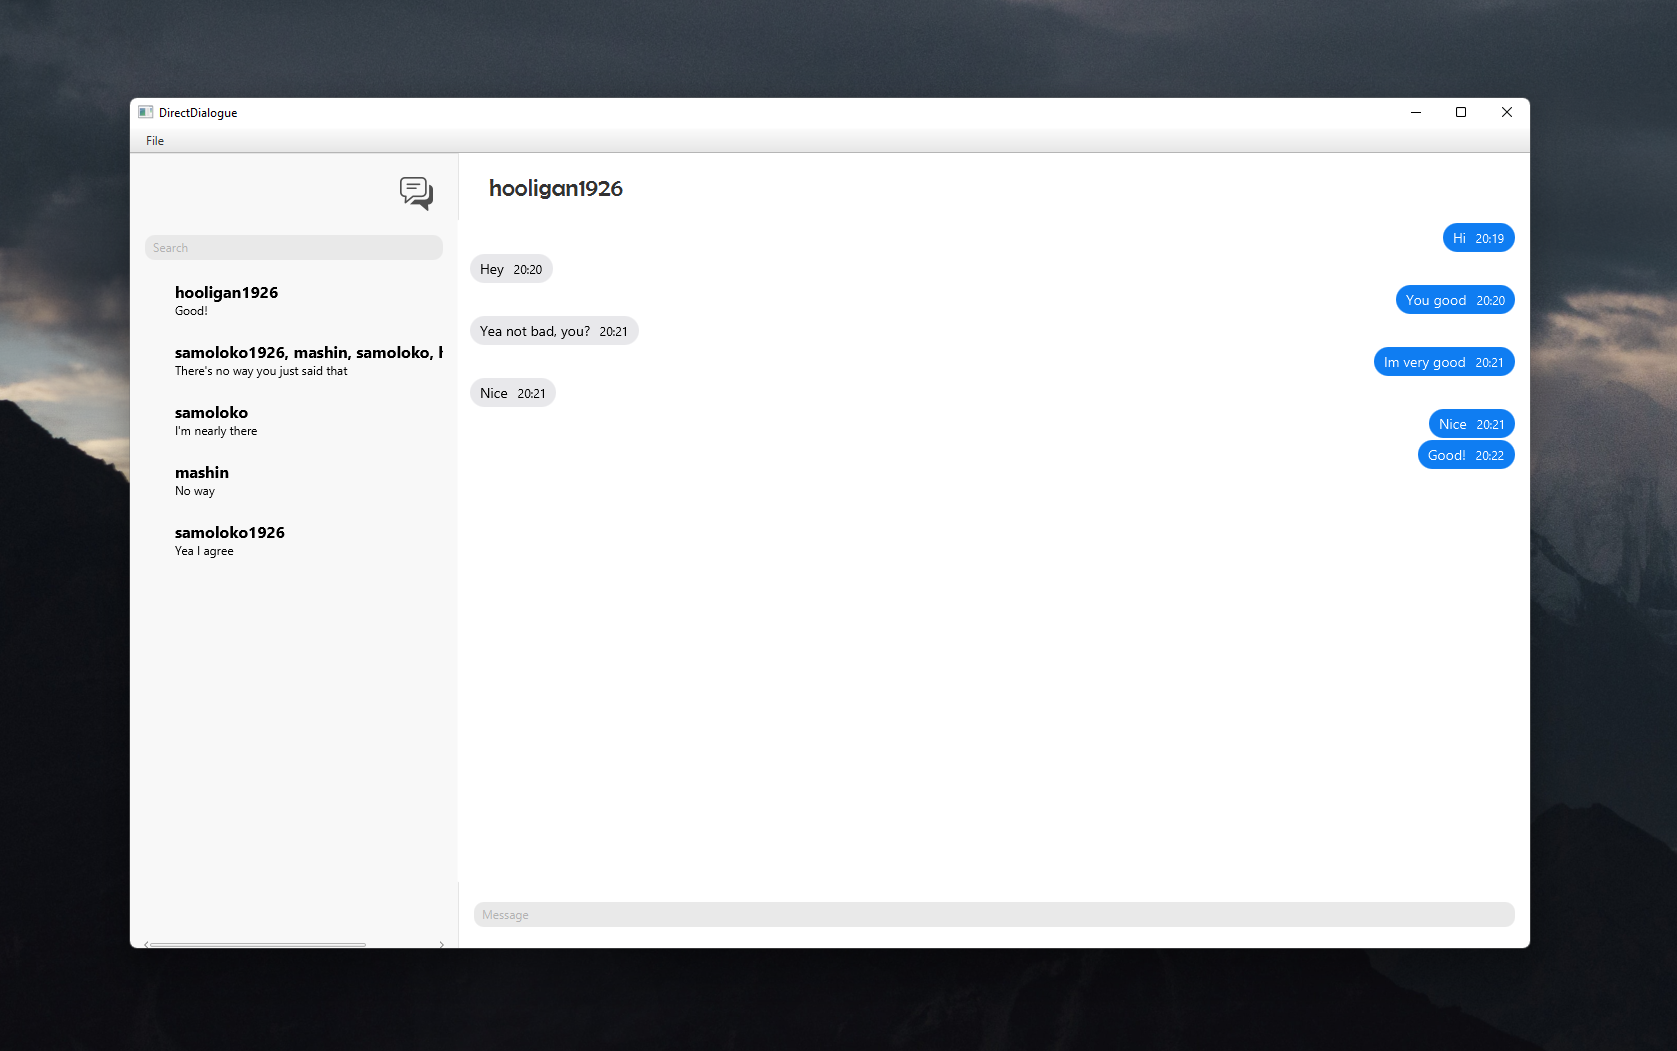 DirectDialogue
File
Search
hooligan1926
Good!
samoloko1926, mashin, samoloko,
There's no way you just said that
samoloko
I'm nearly there
mashin
No way
samoloko1926
Yea I agree
hooligan1926
Hi 20:19
Hey 20:20
You good 20:20
Yea not bad, you? 20:21
Im very good 20:21
Nice 20:21
Nice 20:21
Good! 20:22
Message